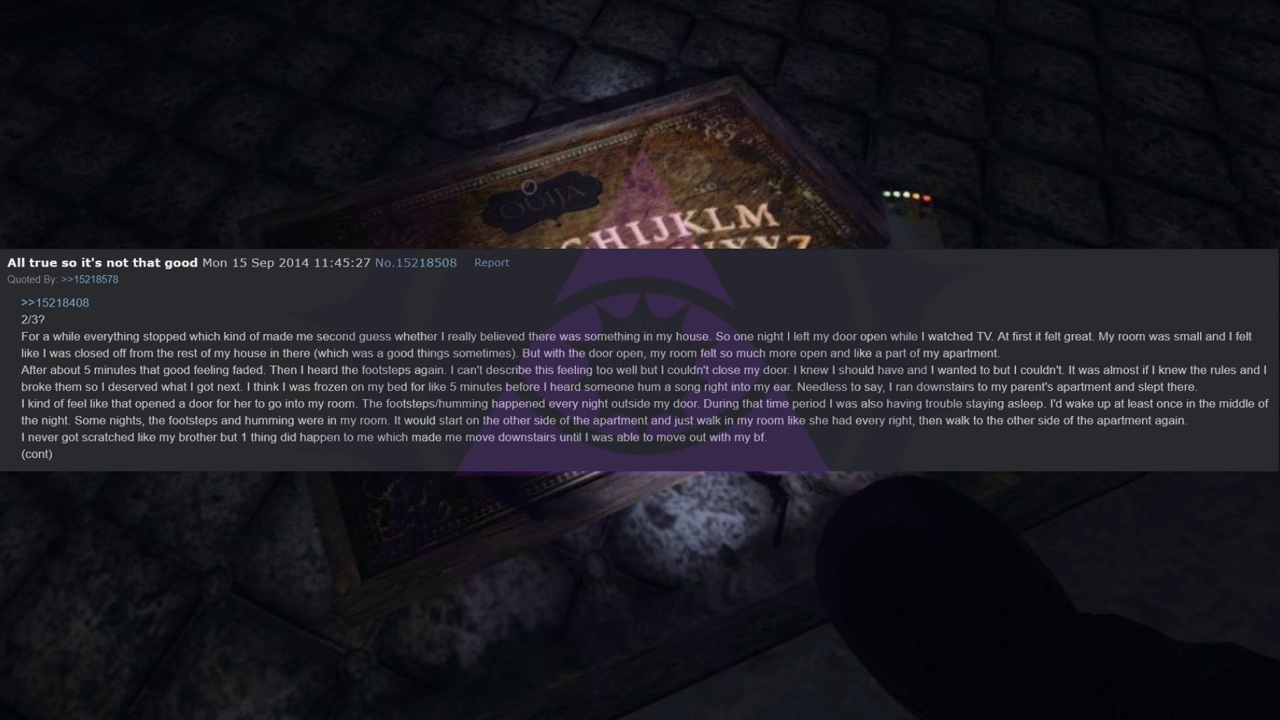 OUIJA
GHIJKLM
All true so it's not that good Mon 15 Sep 2014 11:45:27 No.15218508 Report
Quoted By: >>15218578
>>15218408
2/3?
For a while everything stopped which kind of made me second guess whether I really believed there was something in my house. So one night I left my door open while I watched TV. At first it felt great. My room was small and I felt
like I was closed off from the rest of my house in there (which was a good things sometimes). But with the door open, my room felt so much more open and like a part of my apartment.
After about 5 minutes that good feeling faded. Then I heard the footsteps again. I can't describe this feeling too well but I couldn't close my door. I knew I should have and I wanted to but I couldn't. It was almost if I knew the rules and I
broke them so I deserved what I got next. I think I was frozen on my bed for like 5 minutes before I heard someone hum a song right into my ear. Needless to say, I ran downstairs to my parent's apartment and slept there.
I kind of feel like that opened a door for her to go into my room. The footsteps/humming happened every night outside my door. During that time period I was also having trouble staying asleep. I'd wake up at least once in the middle of
the night. Some nights, the footsteps and humming were in my room. It would start on the other side of the apartment and just walk in my room like she had every right, then walk to the other side of the apartment again.
I never got scratched like my brother but 1 thing did happen to me which made me move downstairs until I was able to move out with my bf.
(cont)